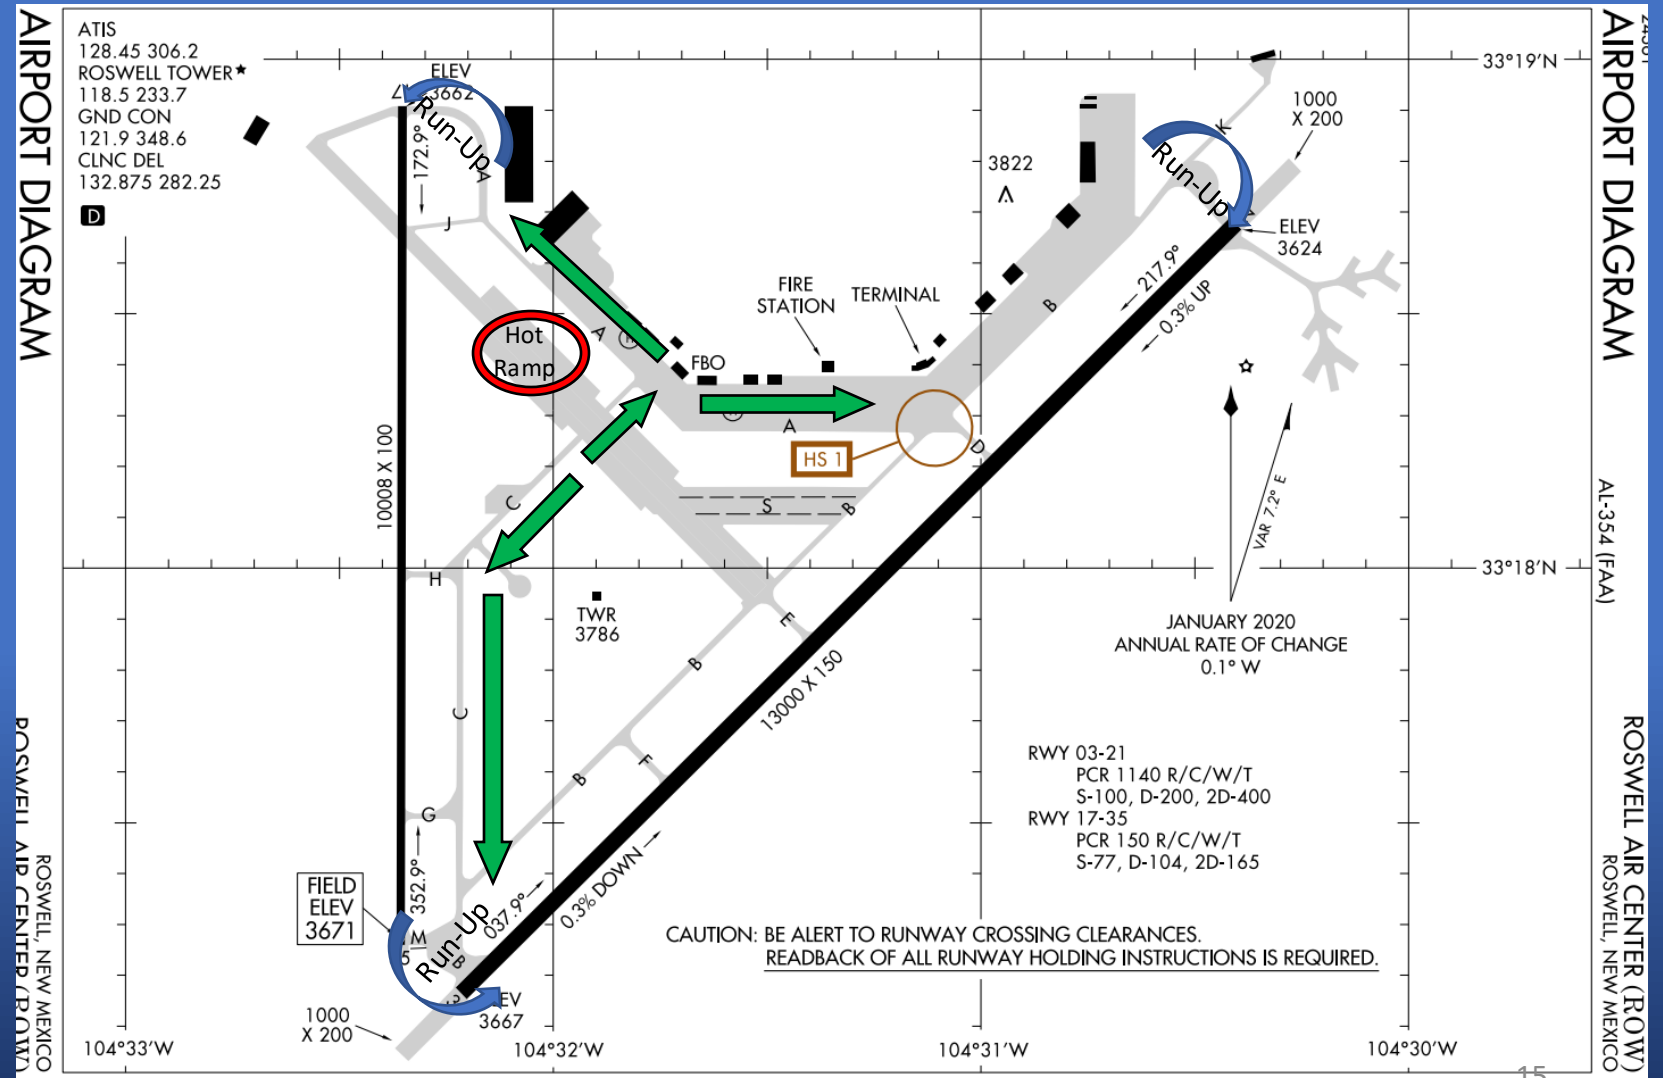 AIRPORT DIAGRAM
ATIS
128.45 306.2
ROSWELL TOWER★
118.5 233.7
GND CON
121.9 348.6
CLNC DEL
132.875 282.25
D
ELEV
3662
Run-Up
172.9°
A
J
Hot
Ramp
A
FBO
FIRE
STATION
TERMINAL
A
HS 1
3822
1000
X 200
K
Run-Up
ELEV
3624
217.9°
0.3% UP
B
D
S
B
C
H
TWR
3786
E
B
13000 X 150
10008 X 100
C
F
B
G
352.9°
FIELD
ELEV
3671
M
5
Run-Up
B
037.9°
0.3% DOWN
EV
3667
1000
X 200
VAR 7.2° E
JANUARY 2020
ANNUAL RATE OF CHANGE
0.1° W
RWY 03-21
PCR 1140 R/C/W/T
S-100, D-200, 2D-400
RWY 17-35
PCR 150 R/C/W/T
S-77, D-104, 2D-165
CAUTION: BE ALERT TO RUNWAY CROSSING CLEARANCES.
READBACK OF ALL RUNWAY HOLDING INSTRUCTIONS IS REQUIRED.
33°19'N
33°18'N
104°33'W
104°32'W
104°31'W
104°30'W
AIRPORT DIAGRAM
AL-354 (FAA)
ROSWELL AIR CENTER (ROW)
ROSWELL, NEW MEXICO
ROSWELL AIR CENTER (ROW)
ROSWELL, NEW MEXICO
15